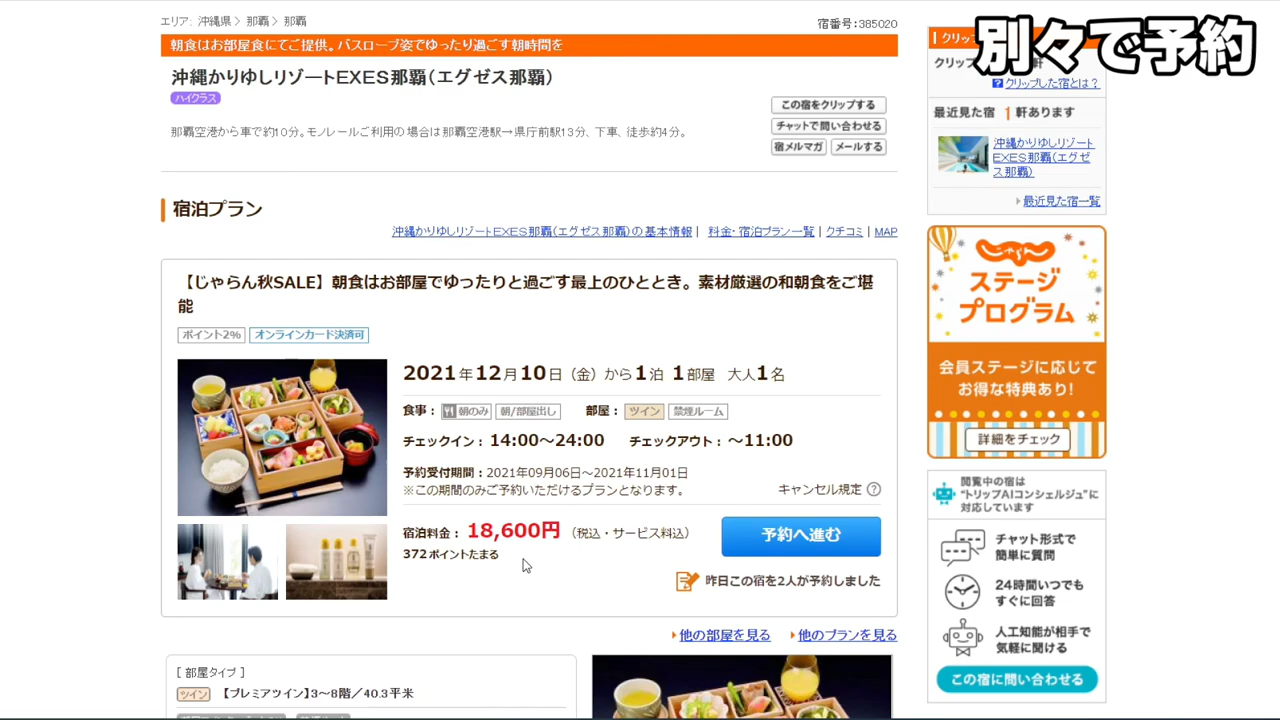 エリア: 沖縄県 > 那覇 > 那覇
宿番号:385020
朝食はお部屋食にてご提供。バスローブ姿でゆったり過ごす朝時間を
沖縄かりゆしリゾートEXES那覇（エグゼス那覇）
ハイクラス
この宿をクリップする
那覇空港から車で約10分。モノレールご利用の場合は那覇空港駅→県庁前駅13分、下車、徒歩約4分。
チャットで問い合わせる
宿メルマガ
メールする
宿泊プラン
沖縄かりゆしリゾートEXES那覇（エグゼス那覇）の基本情報 | 料金・宿泊プラン一覧 | クチコミ | MAP
【じゃらん秋SALE】朝食はお部屋でゆったりと過ごす最上のひととき。素材厳選の和朝食をご堪
能
ポイント2% オンラインカード決済可
2021年12月10日（金）から1泊 1部屋 大人1名
食事： 朝のみ 朝/部屋出し 部屋： ツイン 禁煙ルーム
チェックイン： 14:00～24:00 チェックアウト： ～11:00
予約受付期間：2021年09月06日～2021年11月01日
※この期間のみご予約いただけるプランとなります。
キャンセル規定 ?
宿泊料金： 18,600円 （税込・サービス料込）
予約へ進む
372ポイントたまる
昨日この宿を2人が予約しました
他の部屋を見る
他のプランを見る
[ 部屋タイプ ]
ツイン 【プレミアツイン】3～8階／40.3平米
別々で予約
クリップ
クリップ
軒
? クリップした宿とは？
最近見た宿 1 軒あります
沖縄かりゆしリゾート
EXES那覇（エグゼ
ス那覇）
最近見た宿一覧
じゃらん
ステージ
プログラム
会員ステージに応じて
お得な特典あり!
詳細をチェック
閲覧中の宿は
“トリップAIコンシェルジュ”に
対応しています
チャット形式で
簡単に質問
24時間いつでも
すぐに回答
人工知能が相手で
気軽に聞ける
この宿に問い合わせる